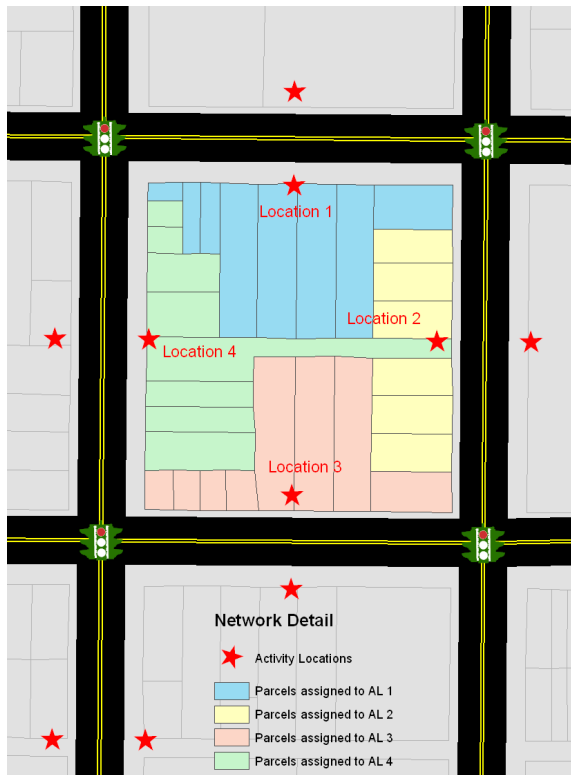 Location 1
Location 2
Location 4
Location 3
Network Detail
Activity Locations
Parcels assigned to AL 1
Parcels assigned to AL 2
Parcels assigned to AL 3
Parcels assigned to AL 4